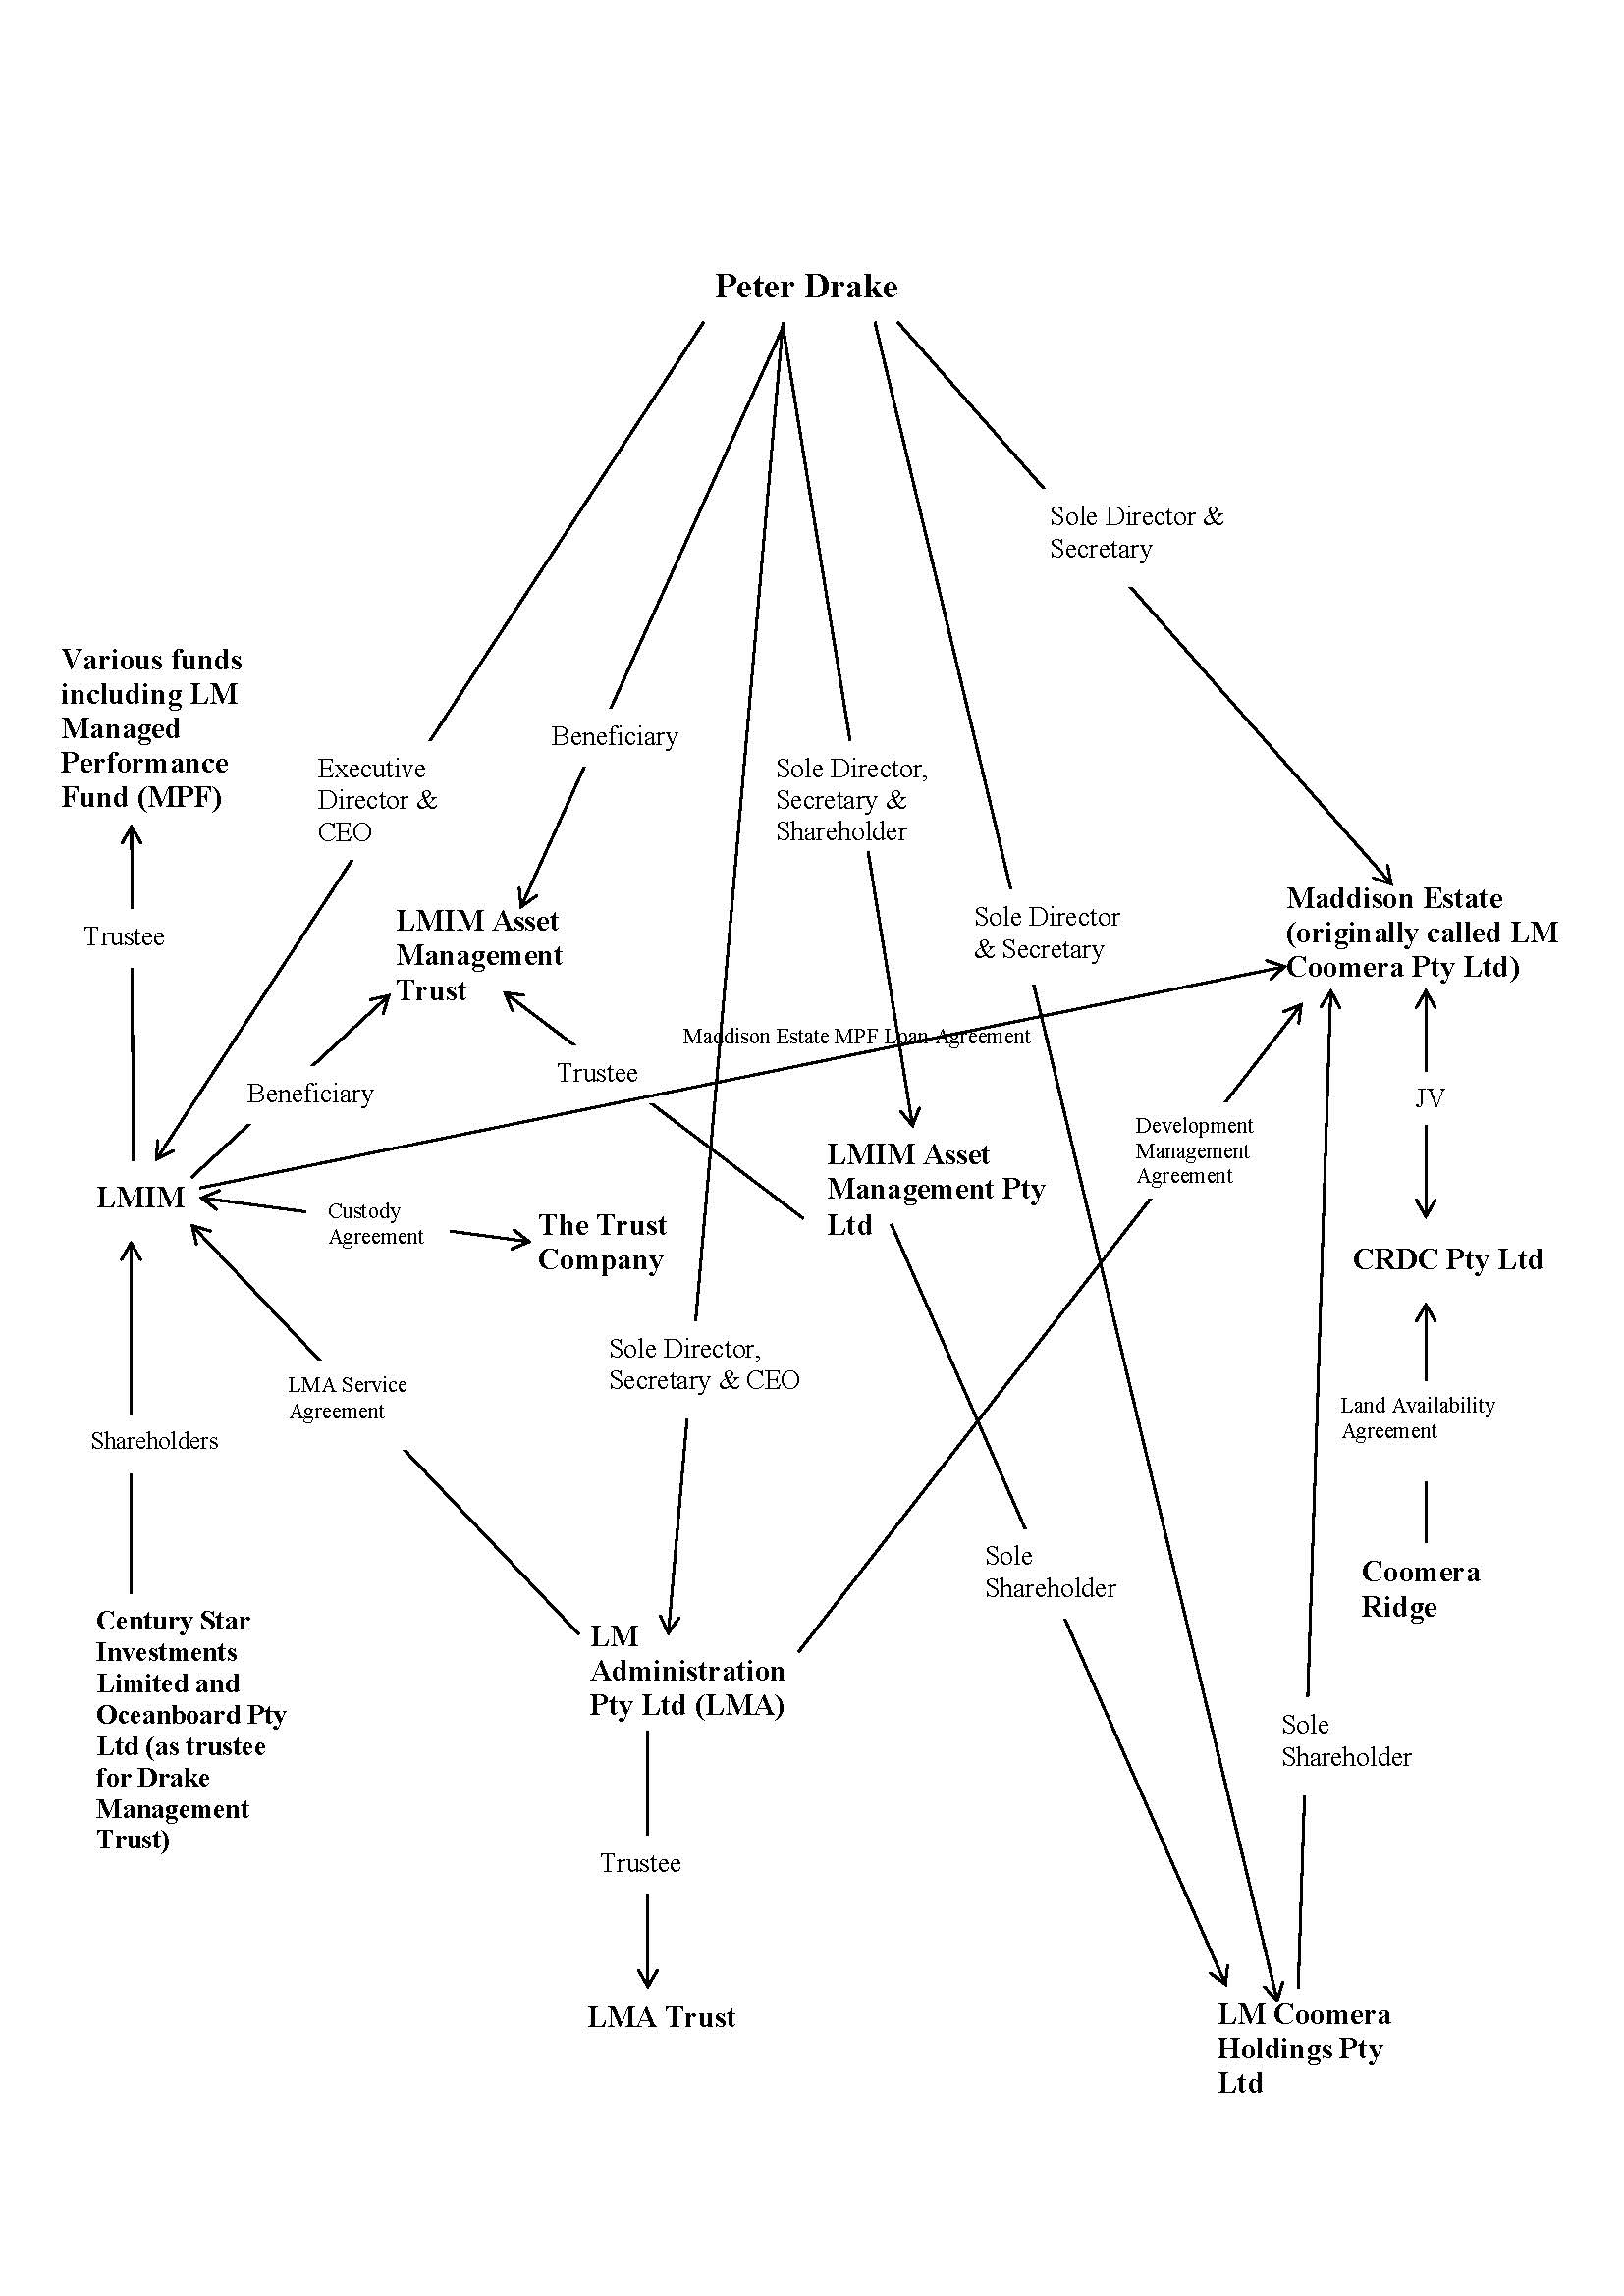 Peter Drake
Sole Director &
Secretary
Various funds
including LM
Managed
Performance
Fund (MPF)
Executive
Director &
CEO
Beneficiary
Sole Director,
Secretary &
Shareholder
Trustee
LMIM Asset
Management
Trust
Sole Director
& Secretary
Maddison Estate
(originally called LM
Coomera Pty Ltd)
Maddison Estate MPF Loan Agreement
Beneficiary
Trustee
JV
Development
Management
Agreement
LMIM
LMIM Asset
Management Pty
Ltd
Custody
Agreement
The Trust
Company
CRDC Pty Ltd
Sole Director,
Secretary & CEO
LMA Service
Agreement
Shareholders
Land Availability
Agreement
Sole
Shareholder
Coomera
Ridge
Century Star
Investments
Limited and
Oceanboard Pty
Ltd (as trustee
for Drake
Management
Trust)
LM
Administration
Pty Ltd (LMA)
Sole
Shareholder
Trustee
LMA Trust
LM Coomera
Holdings Pty
Ltd